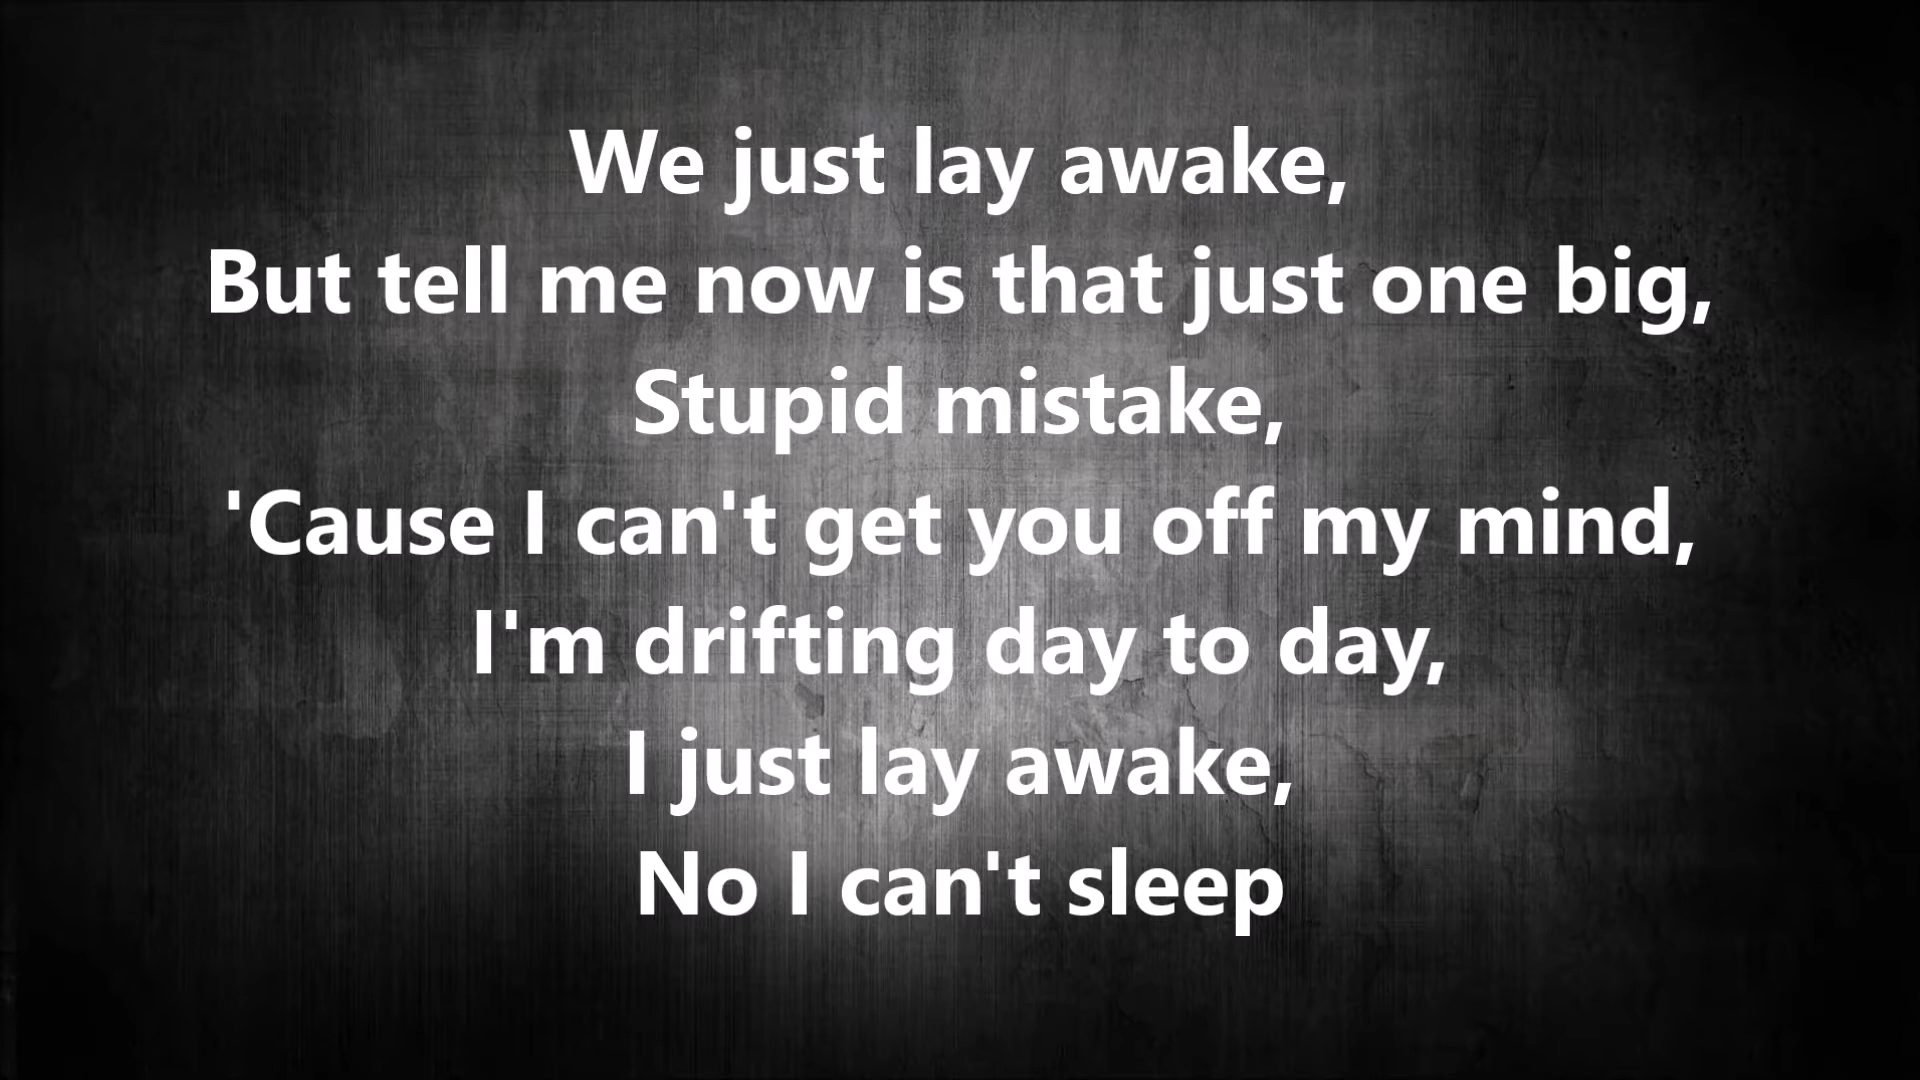 We just lay awake,
But tell me now is that just one big,
Stupid mistake,
'Cause I can't get you off my mind,
I'm drifting day to day,
I just lay awake,
No I can't sleep